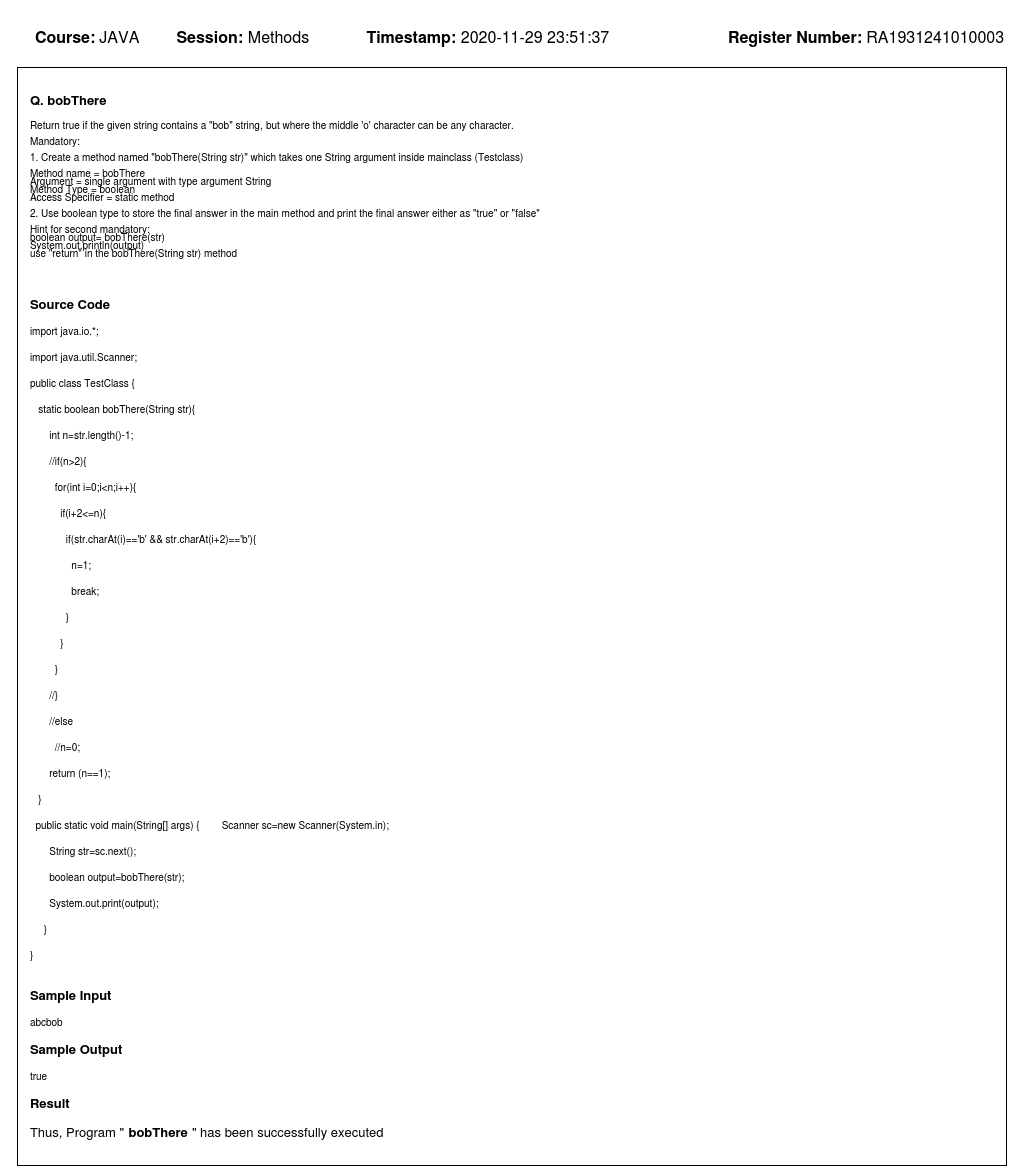 Course: JAVA Session: Methods Timestamp: 2020-11-29 23:51:37 Register Number: RA1931241010003
Q. bobThere
Return true if the given string contains a "bob" string, but where the middle 'o' character can be any character.
Mandatory:
1. Create a method named "bobThere(String str)" which takes one String argument inside mainclass (Testclass)
Method name = bobThere
Argument = single argument with type argument String
Method Type = boolean
Access Specifier = static method
2. Use boolean type to store the final answer in the main method and print the final answer either as "true" or "false"
Hint for second mandatory:
boolean output= bobThere(str)
System.out.println(output)
use "return" in the bobThere(String str) method
Source Code
import java.io.*;
import java.util.Scanner;
public class TestClass {
static boolean bobThere(String str){
int n=str.length()-1;
//if(n>2){
for(int i=0;i<n;i++){
if(i+2<=n){
if(str.charAt(i)=='b' && str.charAt(i+2)=='b'){
n=1;
break;
}
}
}
//}
//else
//n=0;
return (n==1);
}
public static void main(String[] args) { Scanner sc=new Scanner(System.in);
String str=sc.next();
boolean output=bobThere(str);
System.out.print(output);
}
}
Sample Input
abcbob
Sample Output
true
Result
Thus, Program " bobThere " has been successfully executed